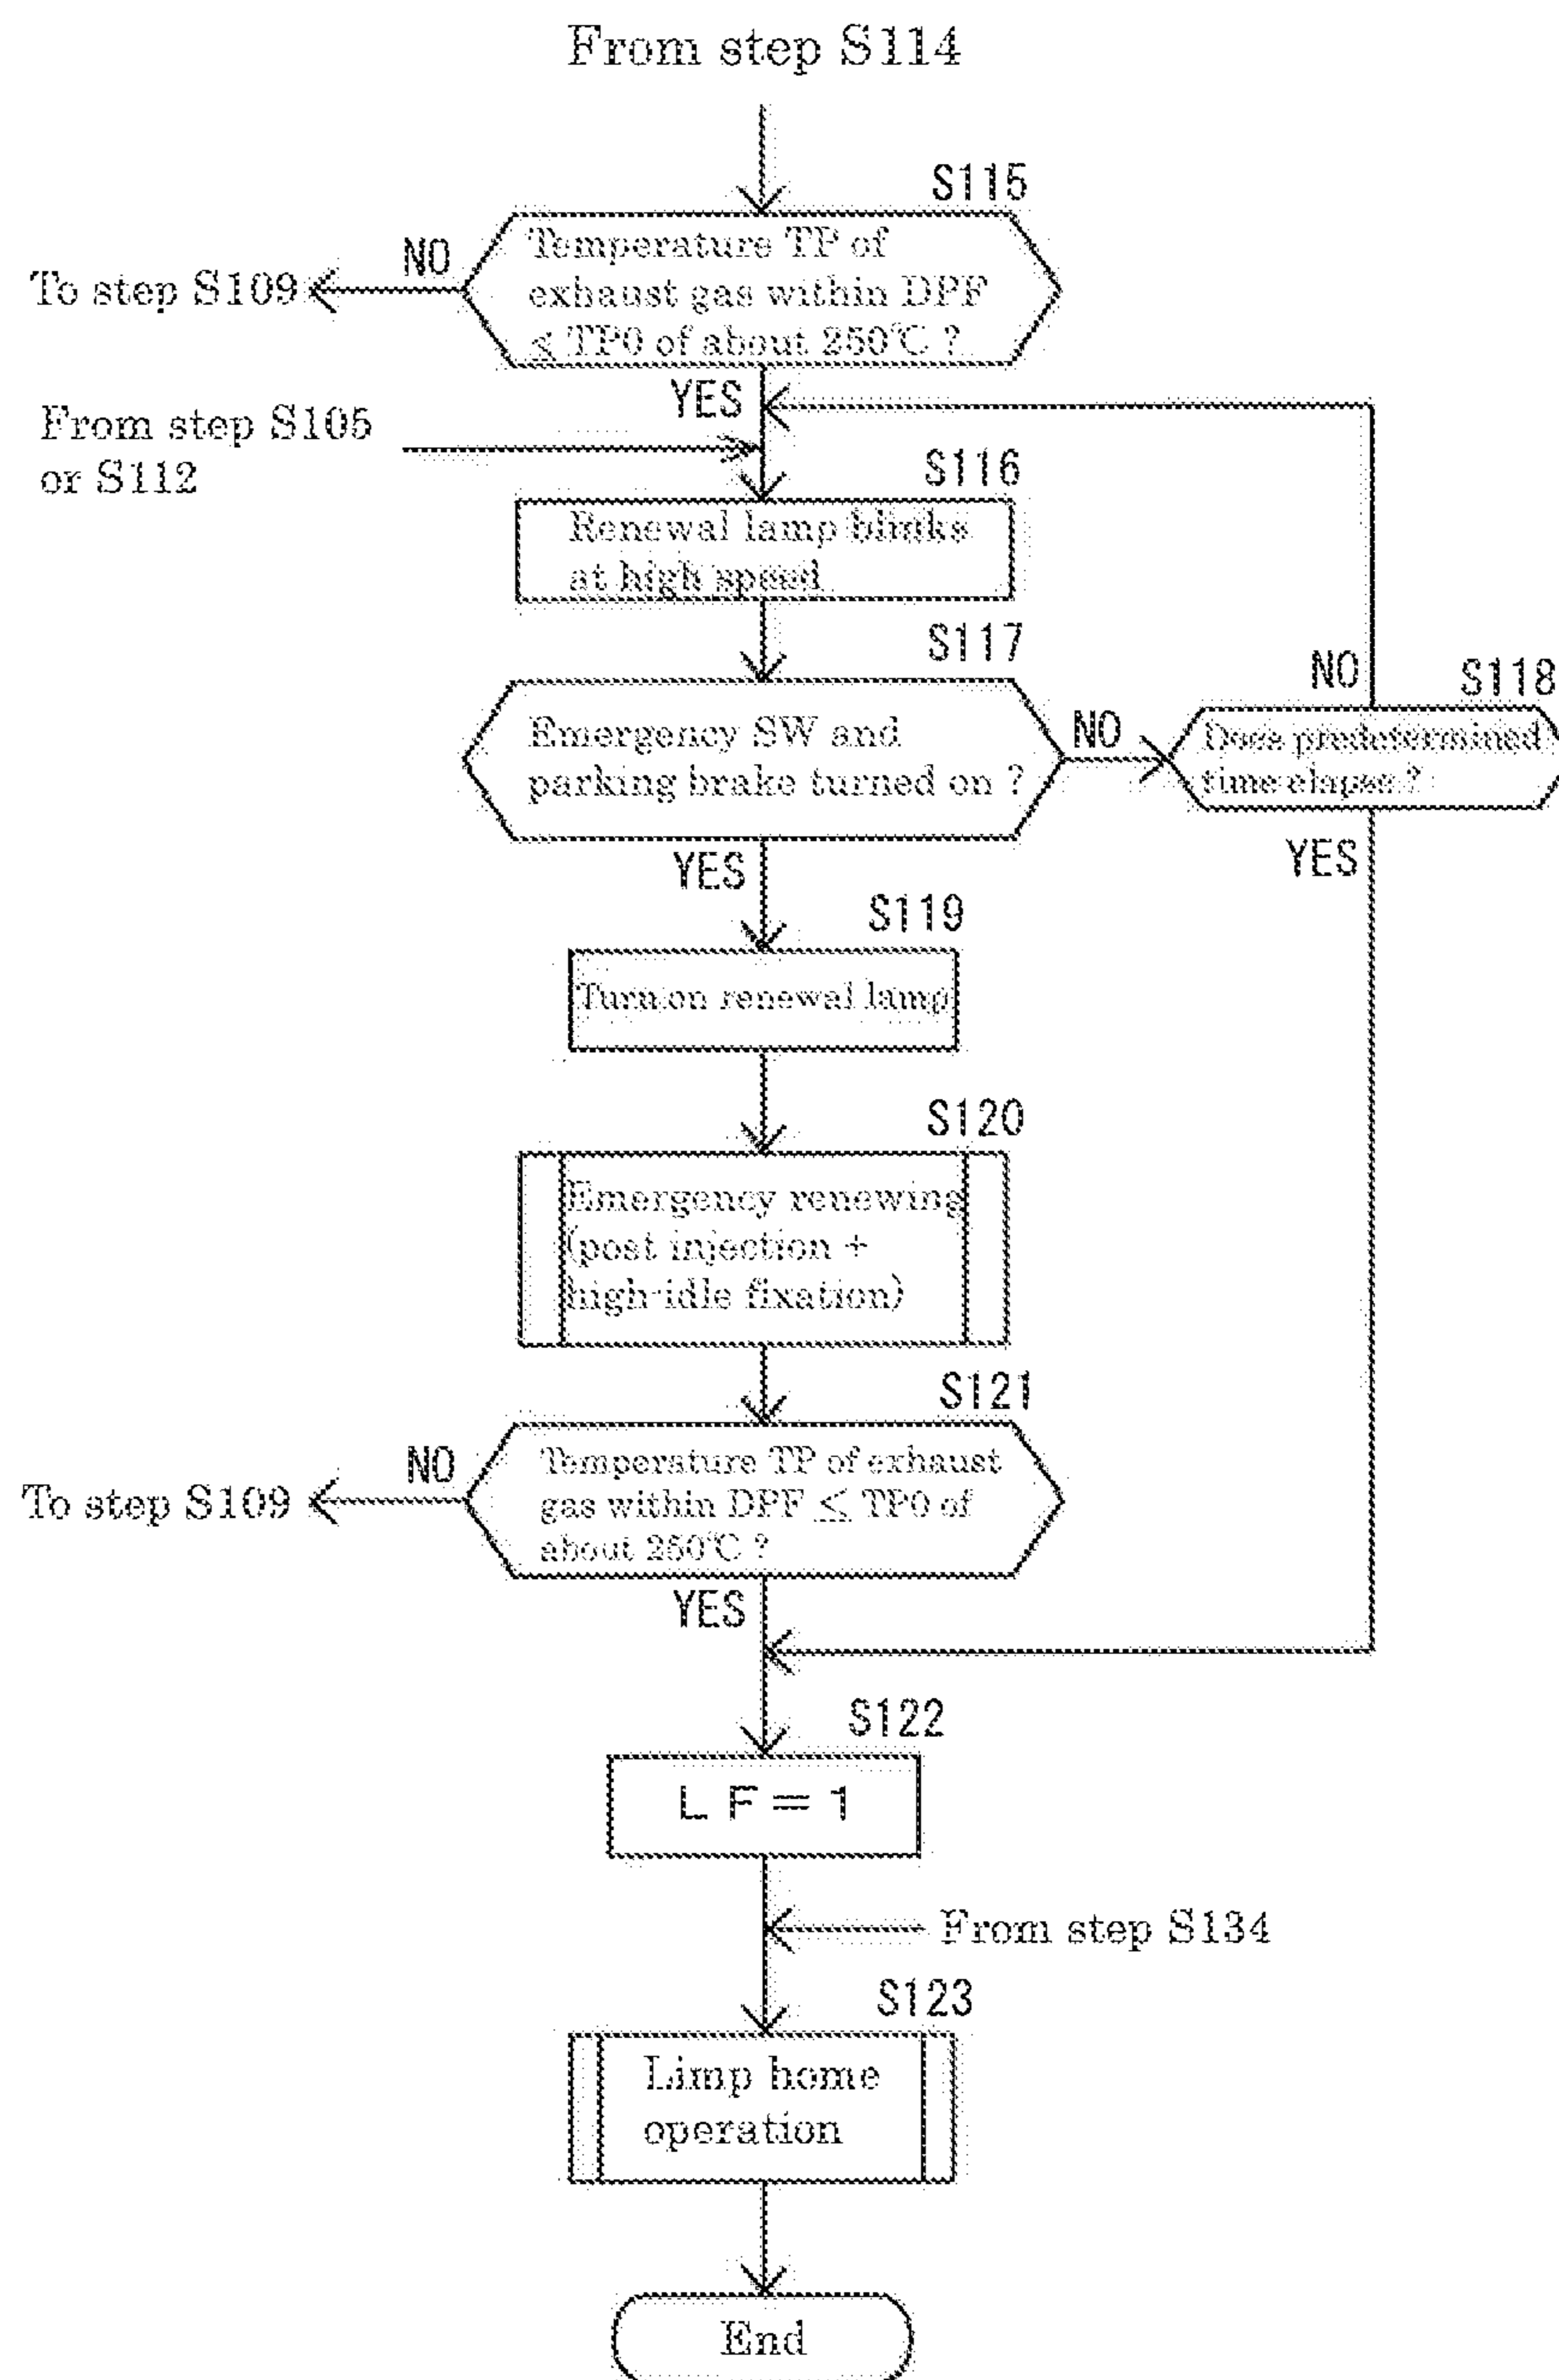 From step S114
S115
NO
Temperature TP of
exhaust gas within DPF
≤ TP0 of about 250℃ ?
To step S109
YES
From step S105
or S112
S116
Renewal lamp blinks
at high speed
S117
NO
S118
Emergency SW and
parking brake turned on ?
NO
Does predetermined
time elapse ?
YES
YES
S119
Turn on renewal lamp
S120
Emergency renewing
(post injection +
high-idle fixation)
S121
NO
Temperature TP of exhaust
gas within DPF ≤ TP0 of
about 250℃ ?
To step S109
YES
S122
L F = 1
From step S134
S123
Limp home
operation
End